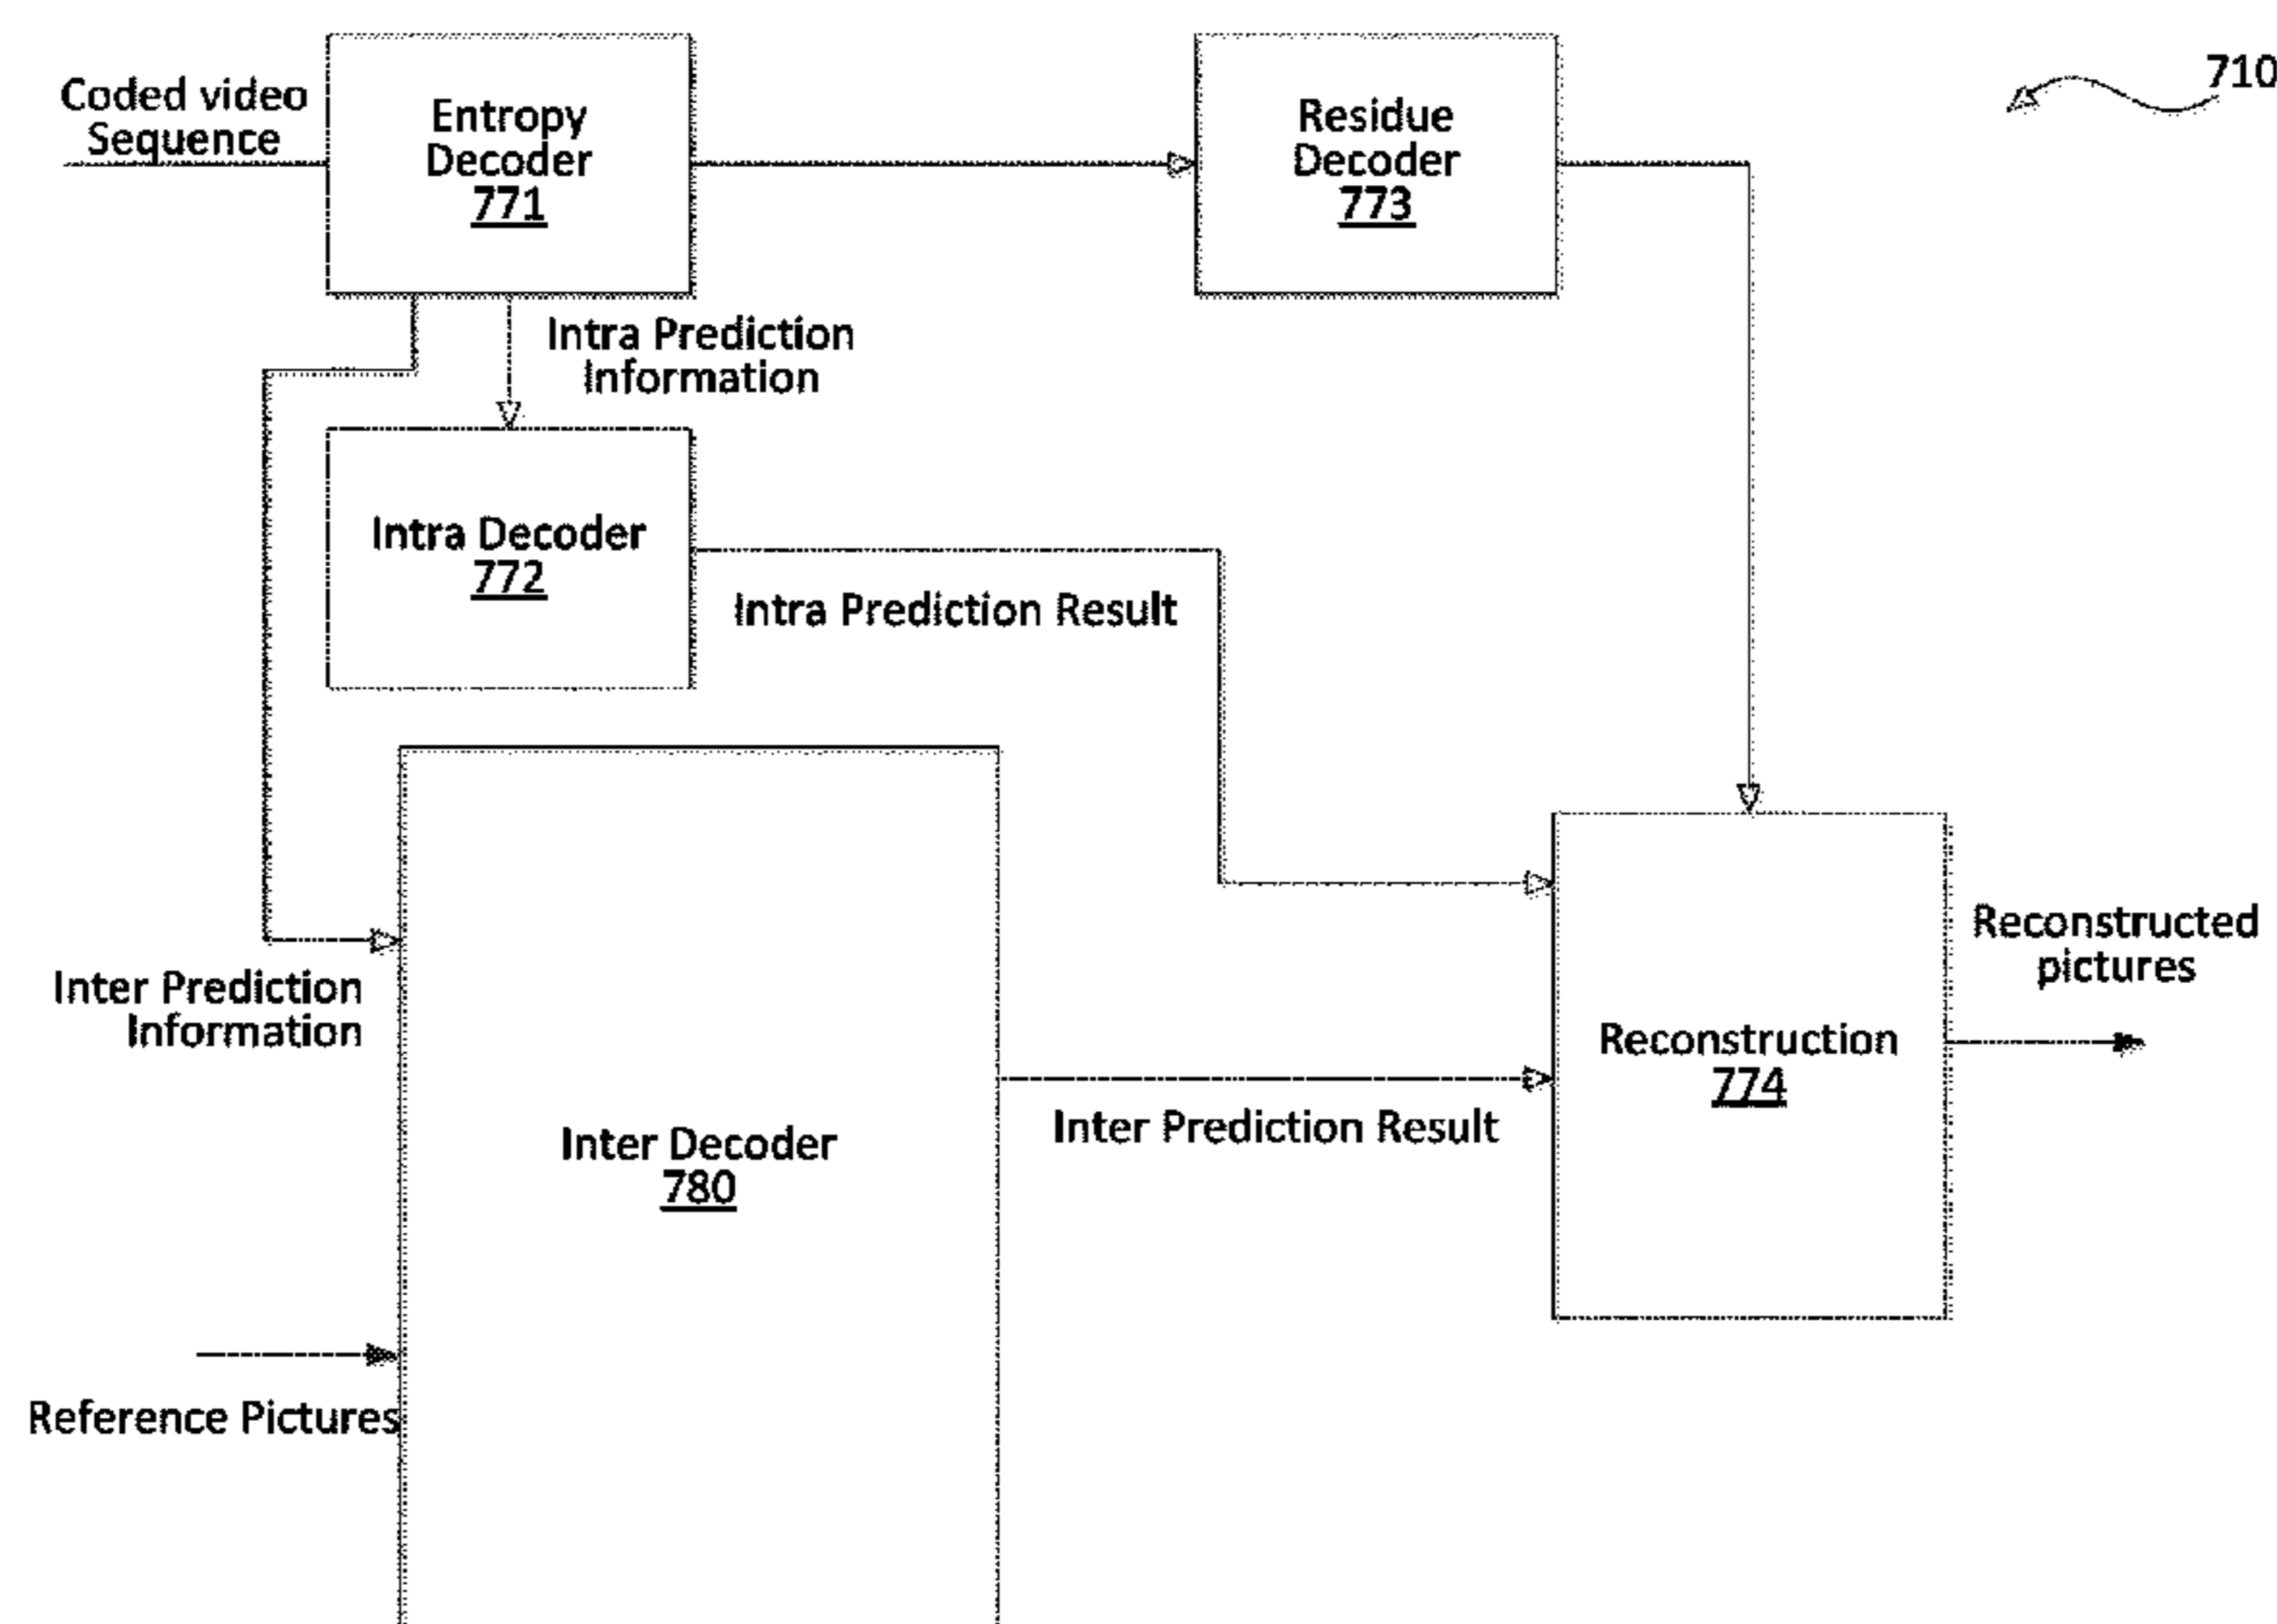 Coded video
Sequence
Entropy
Decoder
771
Residue
Decoder
773
710
Intra Prediction
Information
Intra Decoder
772
Intra Prediction Result
Inter Prediction
Information
Reconstructed
pictures
Reconstruction
774
Inter Decoder
780
Inter Prediction Result
Reference Pictures